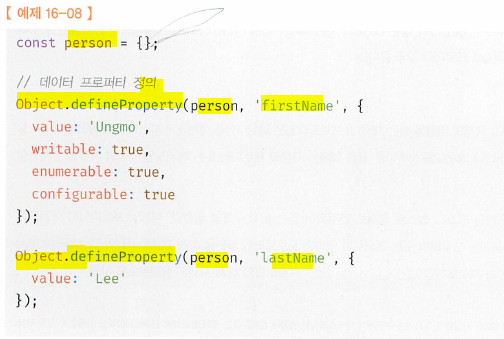 [ 예제 16-08 ]
const person = {};
// 데이터 프로퍼티 정의
Object.defineProperty(person, 'firstName', {
value: 'Ungmo',
writable: true,
enumerable: true,
configurable: true
});
Object.defineProperty(person, 'lastName', {
value: 'Lee'
});